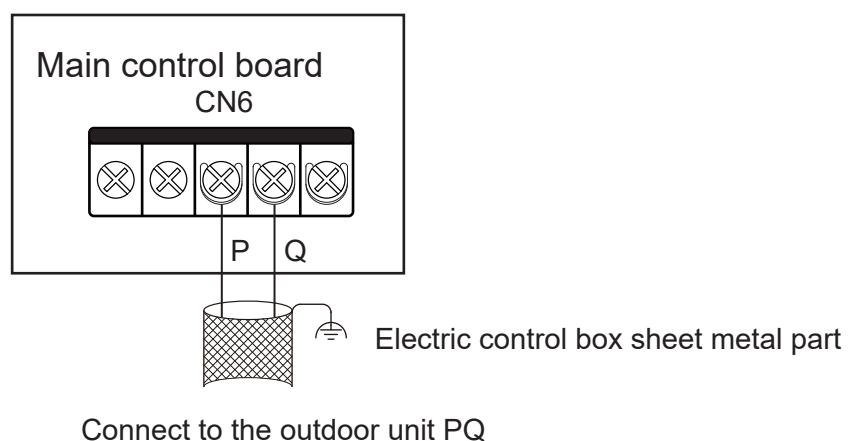 Main control board
CN6
P Q
Electric control box sheet metal part
Connect to the outdoor unit PQ